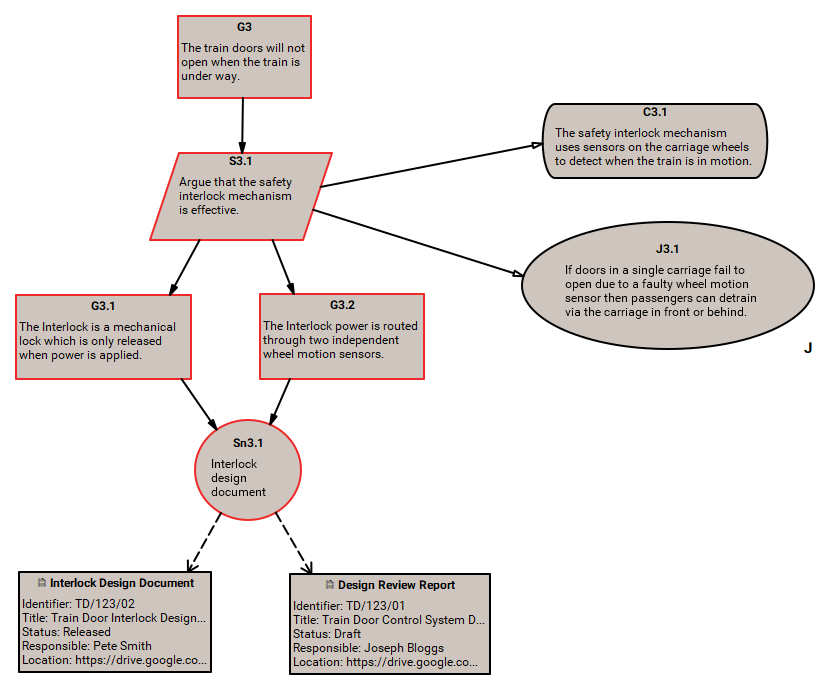 G3
The train doors will not
open when the train is
under way.
C3.1
The safety interlock mechanism
uses sensors on the carriage wheels
to detect when the train is in motion.
S3.1
Argue that the safety
interlock mechanism
is effective.
J3.1
If doors in a single carriage fail to
open due to a faulty wheel motion
sensor then passengers can detrain
via the carriage in front or behind.
J
G3.1
The Interlock is a mechanical
lock which is only released
when power is applied.
G3.2
The Interlock power is routed
through two independent
wheel motion sensors.
Sn3.1
Interlock
design
document
Interlock Design Document
Identifier: TD/123/02
Title: Train Door Interlock Design...
Status: Released
Responsible: Pete Smith
Location: https://drive.google.co...
Design Review Report
Identifier: TD/123/01
Title: Train Door Control System D...
Status: Draft
Responsible: Joseph Bloggs
Location: https://drive.google.co...